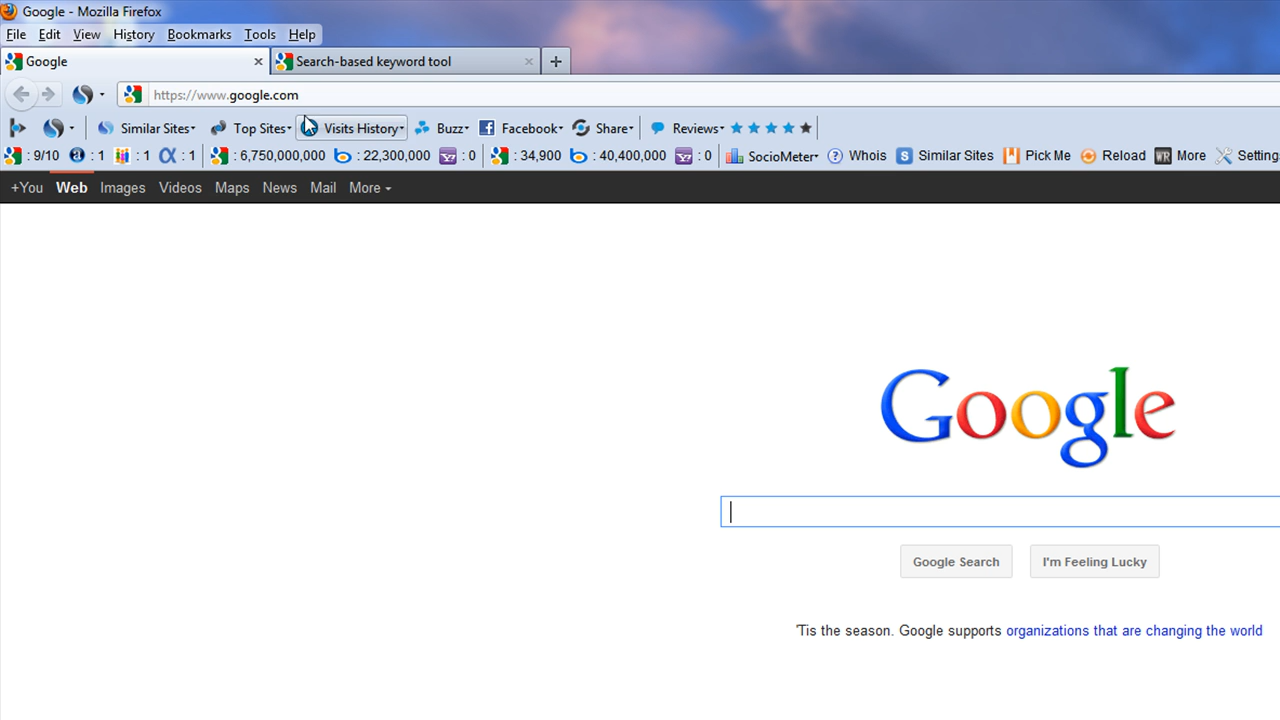 Google - Mozilla Firefox
File Edit View History Bookmarks Tools Help
Google Search-based keyword tool
https://www.google.com
Similar Sites Top Sites Visits History Buzz Facebook Share Reviews
: 9/10 : 1 : 1 : 1 : 6,750,000,000 : 22,300,000 : 0 : 34,900 : 40,400,000 : 0 SocioMeter Whois Similar Sites Pick Me Reload More Setting
+You Web Images Videos Maps News Mail More
Google
Google Search I'm Feeling Lucky
'Tis the season. Google supports organizations that are changing the world